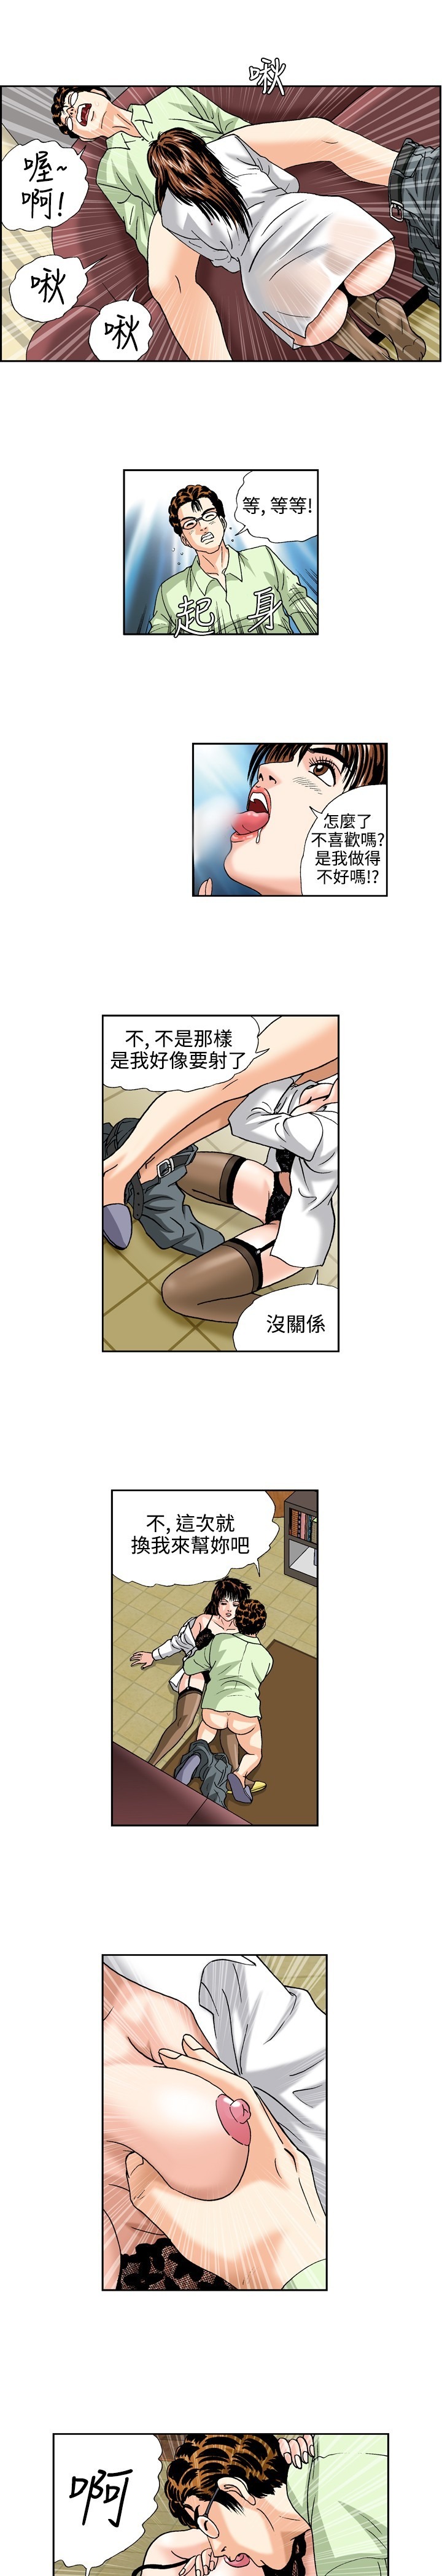 啾
喔~
啊!
啾
啾
等, 等等!
起 身
怎麼了
不喜歡嗎?
是我做得
不好嗎!?
不, 不是那樣
是我好像要射了
沒關係
不, 這次就
換我來幫妳吧
啊